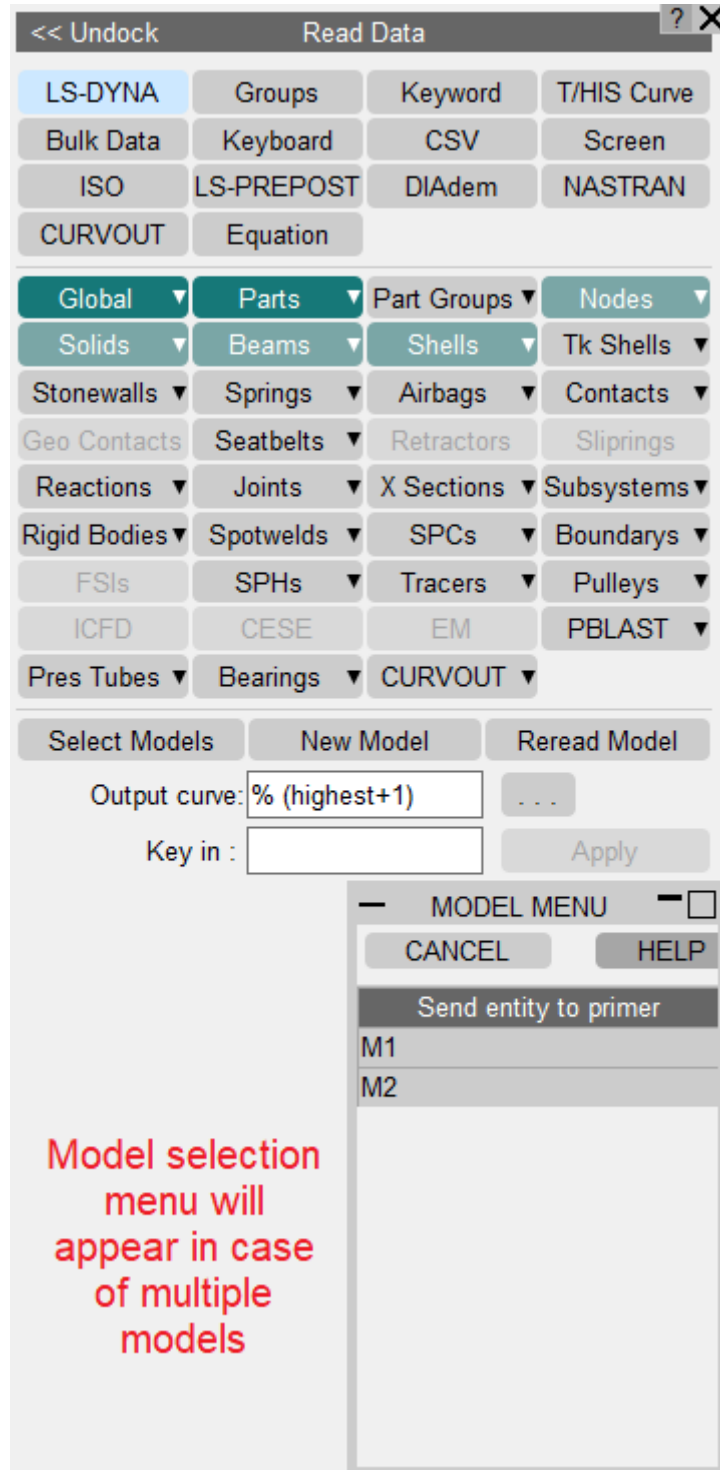 << Undock Read Data ? X
LS-DYNA Groups Keyword T/HIS Curve
Bulk Data Keyboard CSV Screen
ISO LS-PREPOST DIAdem NASTRAN
CURVOUT Equation
Global ▼ Parts ▼ Part Groups ▼ Nodes ▼
Solids ▼ Beams ▼ Shells ▼ Tk Shells ▼
Stonewalls ▼ Springs ▼ Airbags ▼ Contacts ▼
Geo Contacts Seatbelts ▼ Retractors Sliprings
Reactions ▼ Joints ▼ X Sections ▼ Subsystems ▼
Rigid Bodies ▼ Spotwelds ▼ SPCs ▼ Boundarys ▼
FSIs SPHs ▼ Tracers ▼ Pulleys ▼
ICFD CESE EM PBLAST ▼
Pres Tubes ▼ Bearings ▼ CURVOUT ▼
Select Models New Model Reread Model
Output curve: % (highest+1) . . .
Key in : Apply
MODEL MENU
CANCEL HELP
Send entity to primer
M1
M2
Model selection
menu will
appear in case
of multiple
models